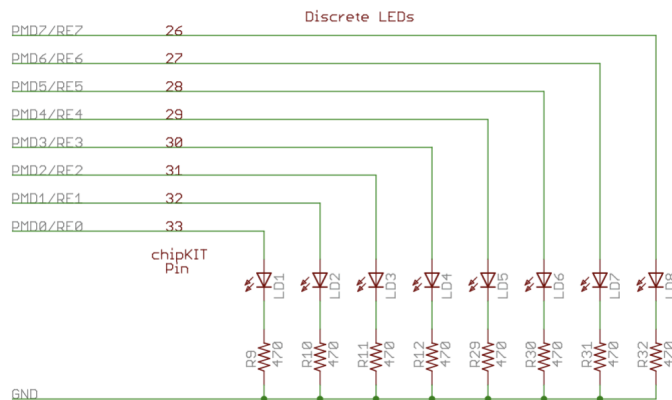 Discrete LEDs
PMD7/RE7 26
PMD6/RE6 27
PMD5/RE5 28
PMD4/RE4 29
PMD3/RE3 30
PMD2/RE2 31
PMD1/RE1 32
PMD0/RE0 33
chipKIT
Pin
LD1 LD2 LD3 LD4 LD5 LD6 LD7 LD8
R9 470 R10 470 R11 470 R12 470 R29 470 R30 470 R31 470 R32 470
GND